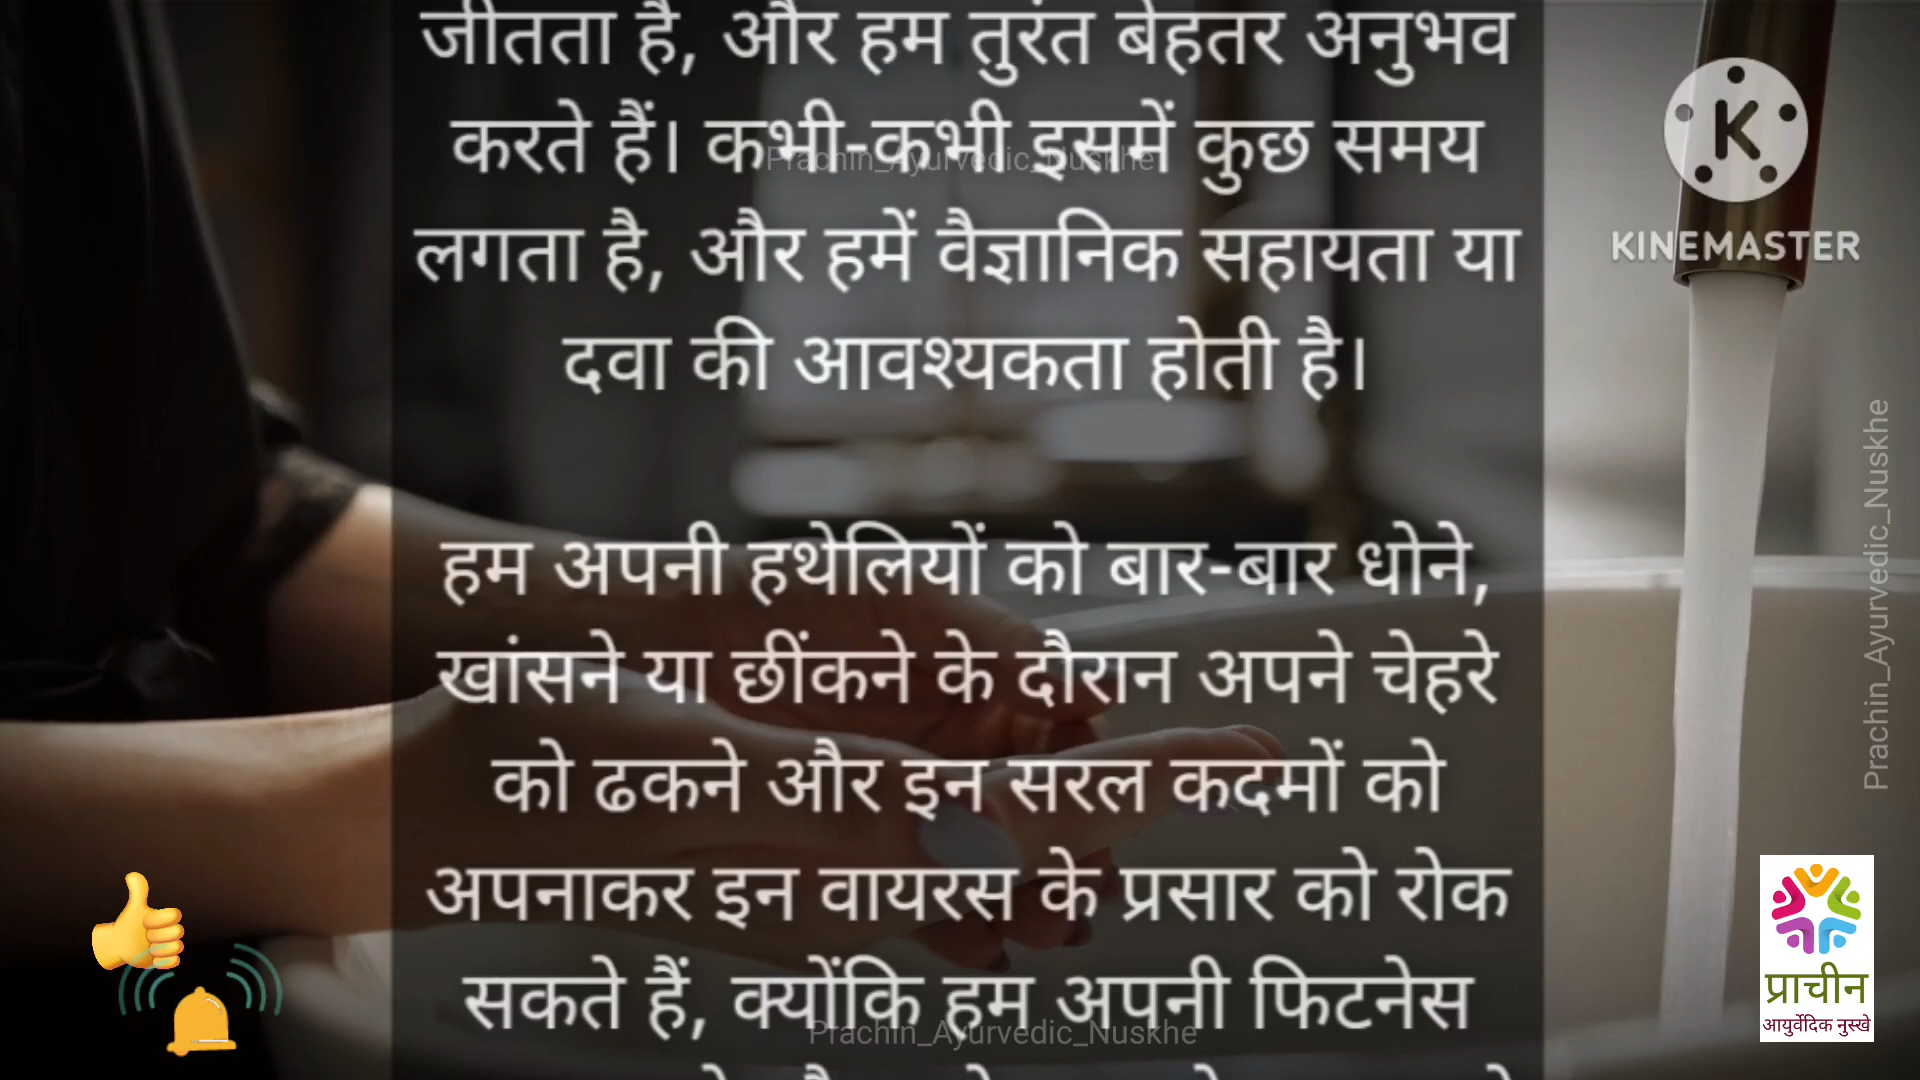 जीतता है, और हम तुरंत बेहतर अनुभव
करते हैं। कभी-कभी इसमें कुछ समय
Prachin_Ayurvedic_Nuskhe
लगता है, और हमें वैज्ञानिक सहायता या
दवा की आवश्यकता होती है।
हम अपनी हथेलियों को बार-बार धोने,
खांसने या छींकने के दौरान अपने चेहरे
को ढकने और इन सरल कदमों को
अपनाकर इन वायरस के प्रसार को रोक
सकते हैं, क्योंकि हम अपनी फिटनेस
Prachin_Ayurvedic_Nuskhe
K
KINEMASTER
Prachin_Ayurvedic_Nuskhe
प्राचीन
आयुर्वेदिक नुस्खे